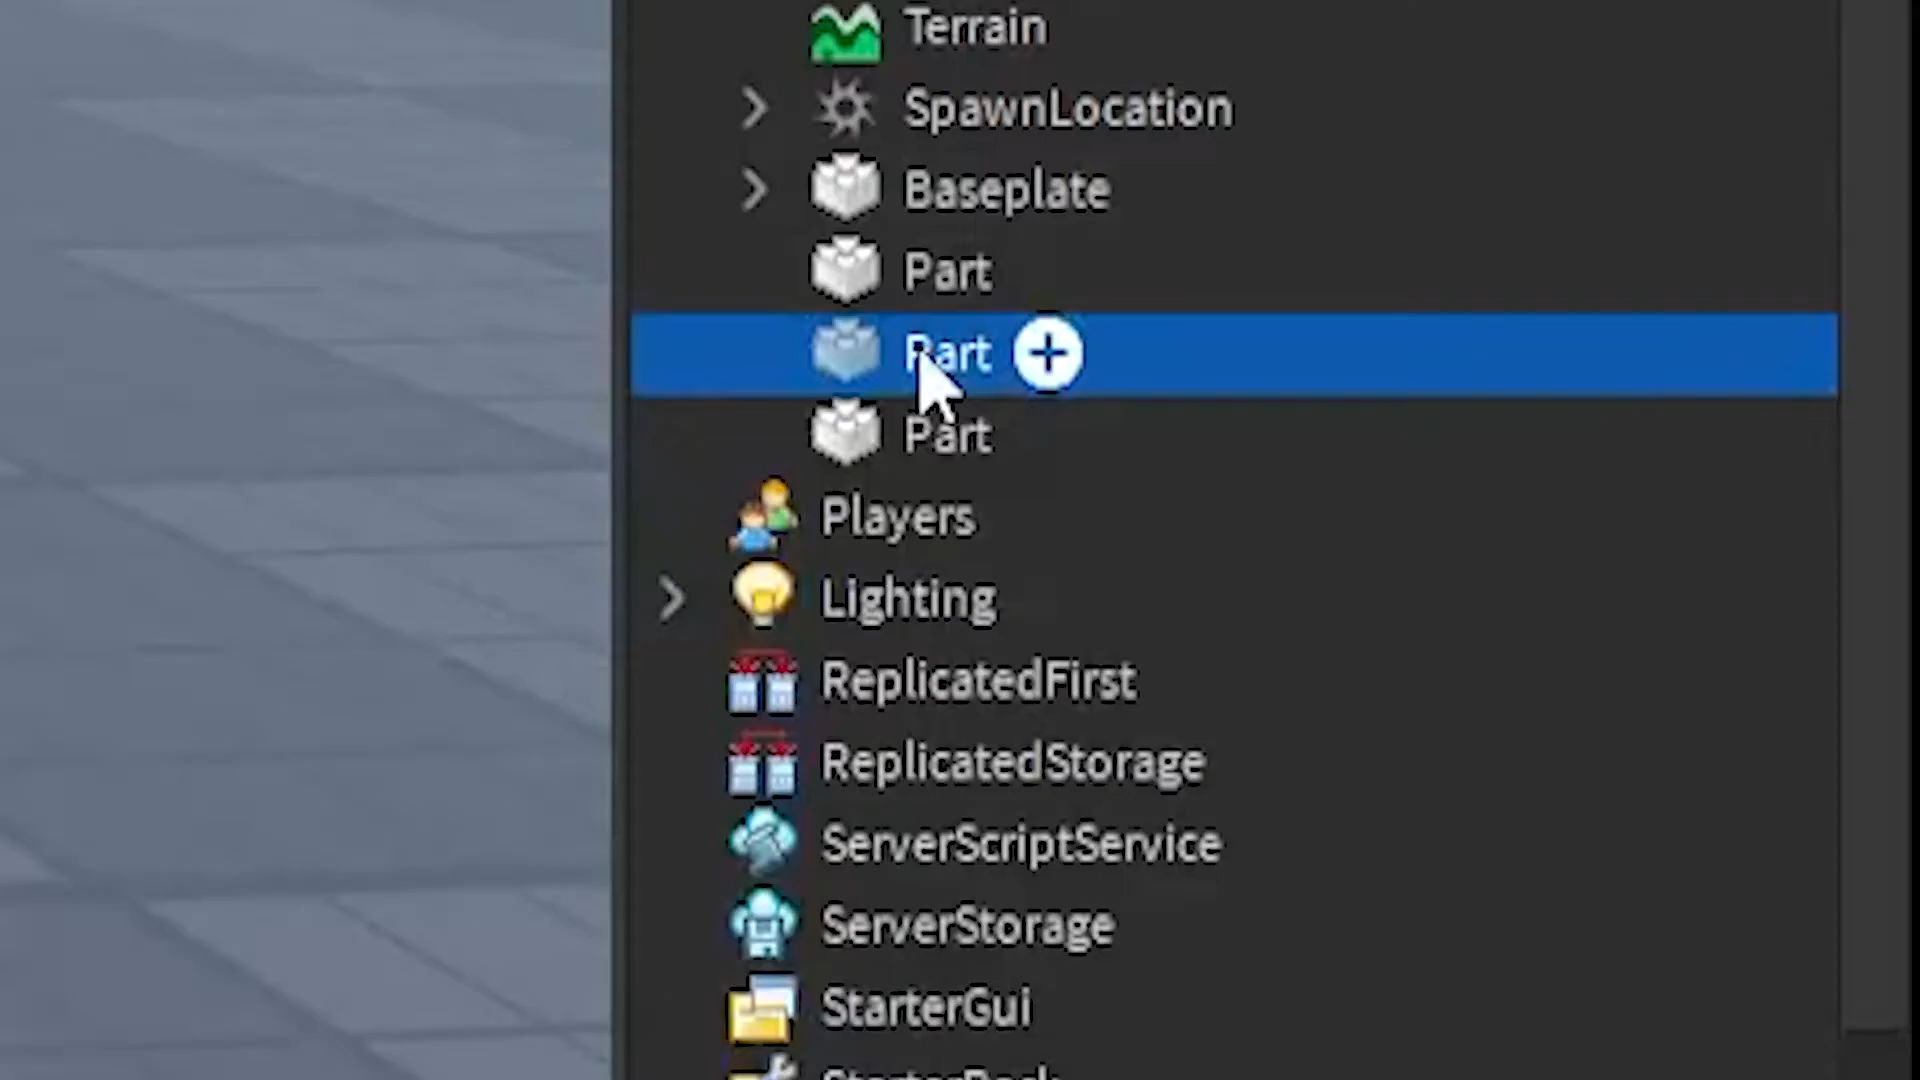 Terrain
SpawnLocation
Baseplate
Part
Part
Part
Players
Lighting
ReplicatedFirst
ReplicatedStorage
ServerScriptService
ServerStorage
StarterGui